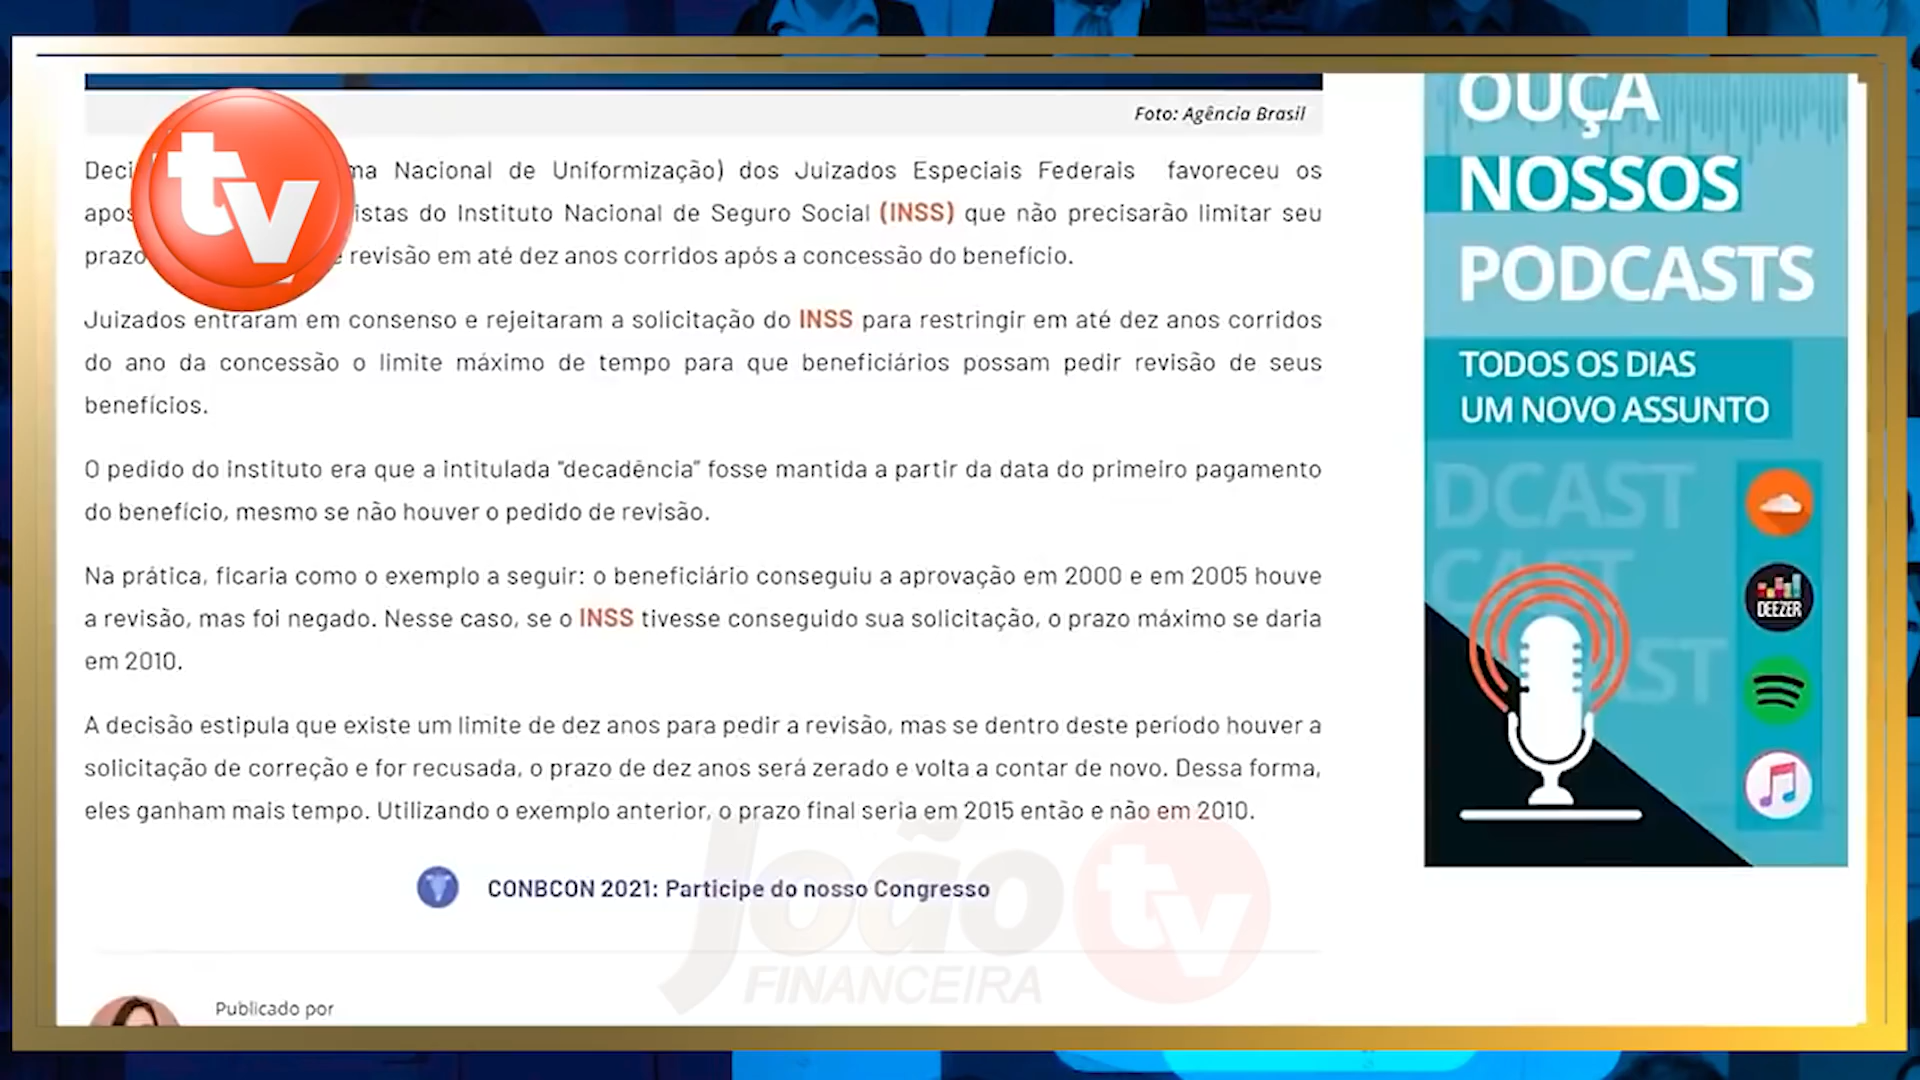 Foto: Agência Brasil
Nacional de Uniformização) dos Juizados Especiais Federais favoreceu os
do Instituto Nacional de Seguro Social (INSS) que não precisarão limitar seu
revisão em até dez anos corridos após a concessão do benefício.
Juizados entraram em consenso e rejeitaram a solicitação do INSS para restringir em até dez anos corridos
do ano da concessão o limite máximo de tempo para que beneficiários possam pedir revisão de seus
benefícios.
O pedido do instituto era que a intitulada "decadência" fosse mantida a partir da data do primeiro pagamento
do benefício, mesmo se não houver o pedido de revisão.
Na prática, ficaria como o exemplo a seguir: o beneficiário conseguiu a aprovação em 2000 e em 2005 houve
a revisão, mas foi negado. Nesse caso, se o INSS tivesse conseguido sua solicitação, o prazo máximo se daria
em 2010.
A decisão estipula que existe um limite de dez anos para pedir a revisão, mas se dentro deste período houver a
solicitação de correção e for recusada, o prazo de dez anos será zerado e volta a contar de novo. Dessa forma,
eles ganham mais tempo. Utilizando o exemplo anterior, o prazo final seria em 2015 então e não em 2010.
CONBCON 2021: Participe do nosso Congresso
Publicado por
tv
João
FINANCEIRA
tv
OUÇA
NOSSOS
PODCASTS
TODOS OS DIAS
UM NOVO ASSUNTO
DEEZER